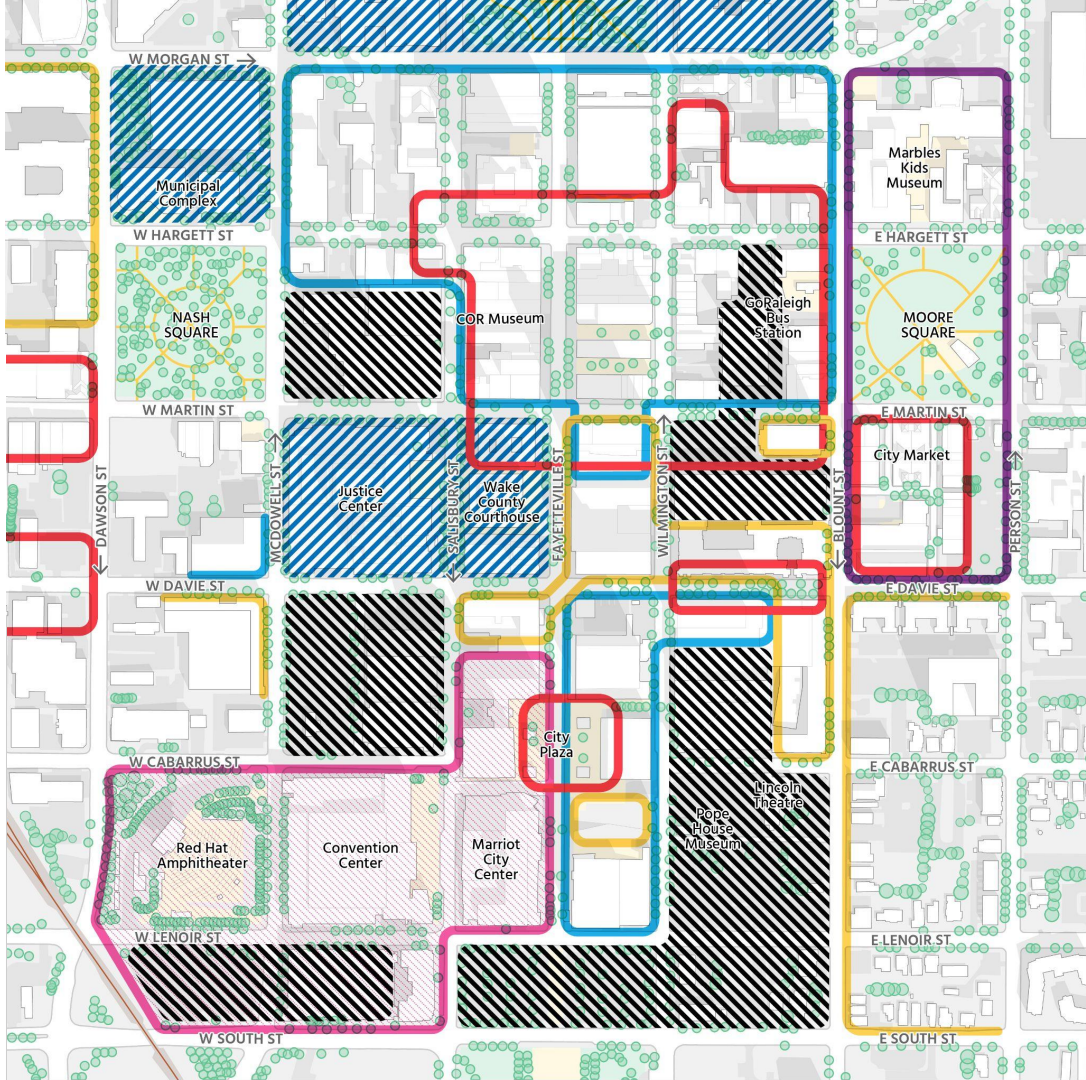 W MORGAN ST
Municipal
Complex
Marbles
Kids
Museum
W HARGETT ST
E HARGETT ST
NASH
SQUARE
COR Museum
GoRaleigh
Bus
Station
MOORE
SQUARE
W MARTIN ST
E MARTIN ST
City Market
DAWSON ST
MCDOWELL ST
Justice
Center
SALISBURY ST
Wake
County
Courthouse
FAYETTEVILLE ST
WILMINGTON ST
BLOUNT ST
PERSON ST
W DAVIE ST
E DAVIE ST
City
Plaza
W CABARRUS ST
E CABARRUS ST
Lincoln
Theatre
Pope
House
Museum
Red Hat
Amphitheater
Convention
Center
Marriot
City
Center
W LENOIR ST
E LENOIR ST
W SOUTH ST
E SOUTH ST